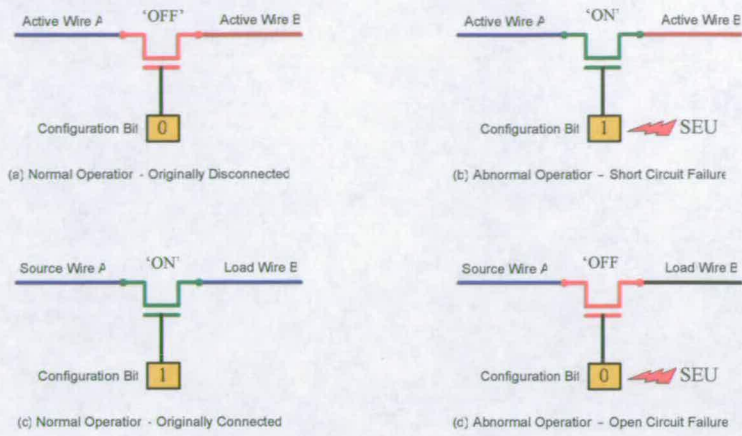 Active Wire A 'OFF' Active Wire B
Configuration Bit 0
(a) Normal Operation - Originally Disconnected
Active Wire A 'ON' Active Wire B
Configuration Bit 1 SEU
(b) Abnormal Operation – Short Circuit Failure
Source Wire A 'ON' Load Wire B
Configuration Bit 1
(c) Normal Operation - Originally Connected
Source Wire A 'OFF Load Wire B
Configuration Bit 0 SEU
(d) Abnormal Operation – Open Circuit Failure